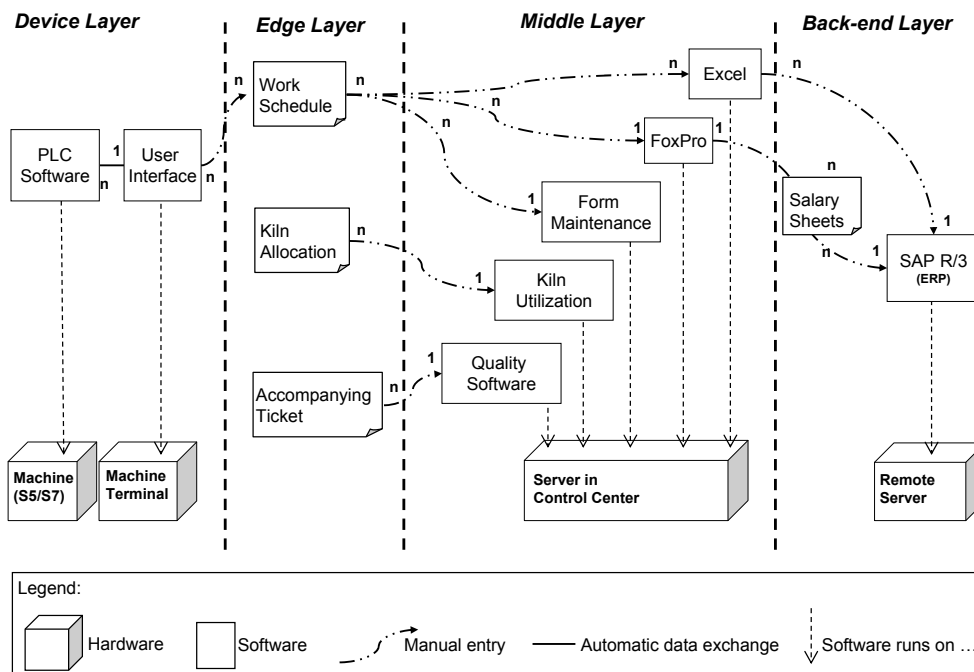 Device Layer
Edge Layer
Middle Layer
Back-end Layer
n
Work
Schedule
n
n
Excel
n
n
1
FoxPro
1
n
PLC
Software
1
n
User
Interface
n
n
Salary
Sheets
n
1
Form
Maintenance
Kiln
Allocation
n
1
1
1
SAP R/3
(ERP)
Kiln
Utilization
Accompanying
Ticket
n
1
Quality
Software
Machine
(S5/S7)
Machine
Terminal
Server in
Control Center
Remote
Server
Legend:
Hardware
Software
Manual entry
Automatic data exchange
Software runs on ...